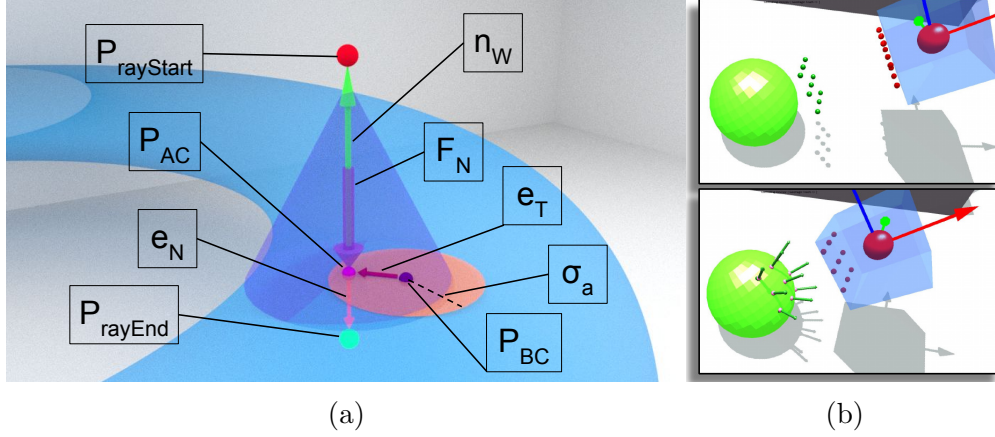 P_rayStart
n_W
P_AC
F_N
e_T
e_N
σ_a
P_rayEnd
P_BC
(a)
(b)